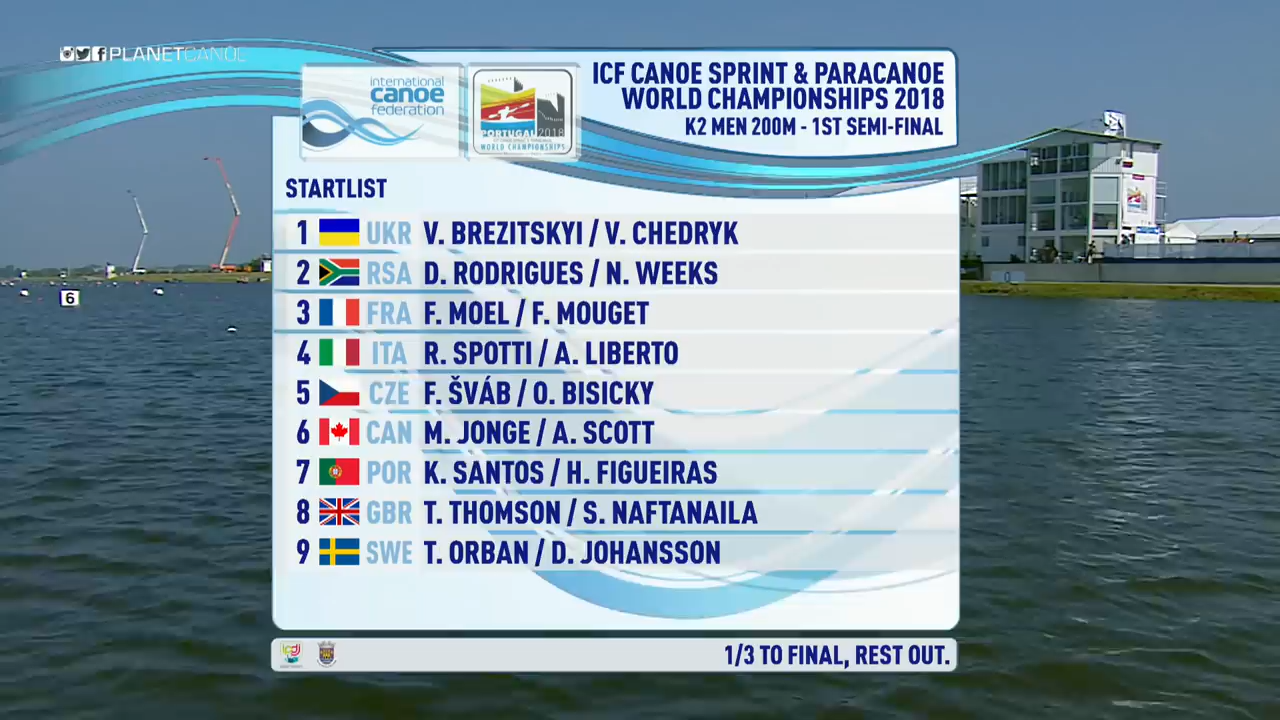 PLANETCANOE
international
canoe
federation
PORTUGAL 2018
WORLD CHAMPIONSHIPS
ICF CANOE SPRINT & PARACANOE
WORLD CHAMPIONSHIPS 2018
K2 MEN 200M - 1ST SEMI-FINAL
STARTLIST
1 UKR V. BREZITSKYI / V. CHEDRYK
2 RSA D. RODRIGUES / N. WEEKS
3 FRA F. MOEL / F. MOUGET
4 ITA R. SPOTTI / A. LIBERTO
5 CZE F. ŠVÁB / O. BISICKY
6 CAN M. JONGE / A. SCOTT
7 POR K. SANTOS / H. FIGUEIRAS
8 GBR T. THOMSON / S. NAFTANAILA
9 SWE T. ORBAN / D. JOHANSSON
6
1/3 TO FINAL, REST OUT.